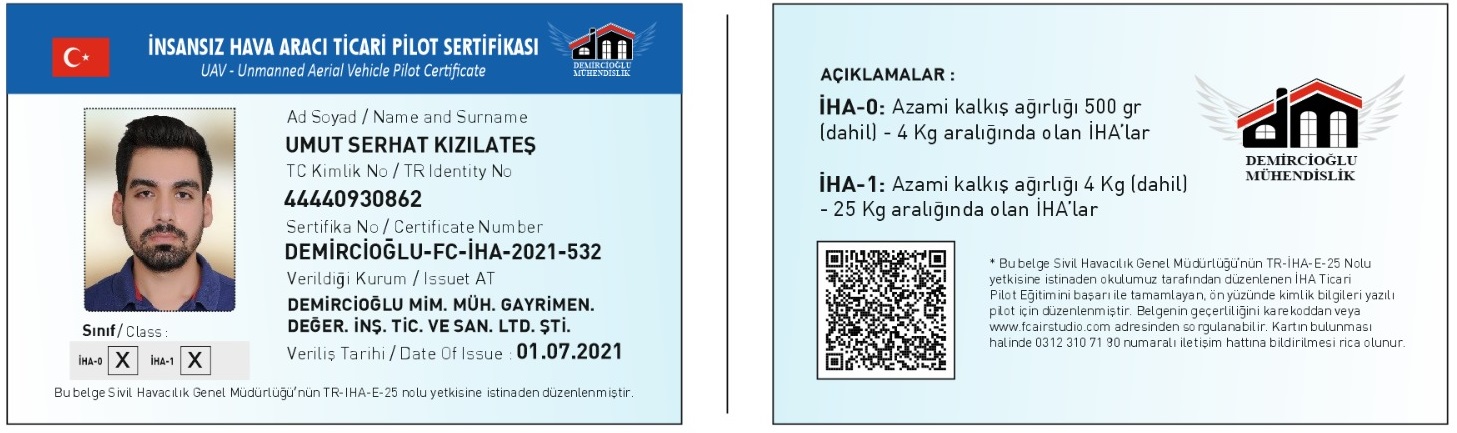 İNSANSIZ HAVA ARACI TİCARİ PİLOT SERTİFİKASI
UAV - Unmanned Aerial Vehicle Pilot Certificate
DEMİRCİOĞLU
MÜHENDİSLİK
Ad Soyad / Name and Surname
UMUT SERHAT KIZILATEŞ
TC Kimlik No / TR Identity No
44440930862
Sertifika No / Certificate Number
DEMİRCİOĞLU-FC-İHA-2021-532
Verildiği Kurum / Issuet AT
DEMİRCİOĞLU MİM. MÜH. GAYRİMEN.
DEĞER. İNŞ. TİC. VE SAN. LTD. ŞTİ.
Veriliş Tarihi / Date Of Issue : 01.07.2021
Sınıf / Class :
İHA-0 X İHA-1 X
Bu belge Sivil Havacılık Genel Müdürlüğü'nün TR-IHA-E-25 nolu yetkisine istinaden düzenlenmiştir.
AÇIKLAMALAR :
İHA-0: Azami kalkış ağırlığı 500 gr
(dahil) - 4 Kg aralığında olan İHA'lar
İHA-1: Azami kalkış ağırlığı 4 Kg (dahil)
- 25 Kg aralığında olan İHA'lar
DEMİRCİOĞLU
MÜHENDİSLİK
* Bu belge Sivil Havacılık Genel Müdürlüğü'nün TR-İHA-E-25 Nolu
yetkisine istinaden okulumuz tarafından düzenlenen İHA Ticari
Pilot Eğitimini başarı ile tamamlayan, ön yüzünde kimlik bilgileri yazılı
pilot için düzenlenmiştir. Belgenin geçerliliğini karekoddan veya
www.fcairstudio.com adresinden sorgulanabilir. Kartın bulunması
halinde 0312 310 71 90 numaralı iletişim hattına bildirilmesi rica olunur.